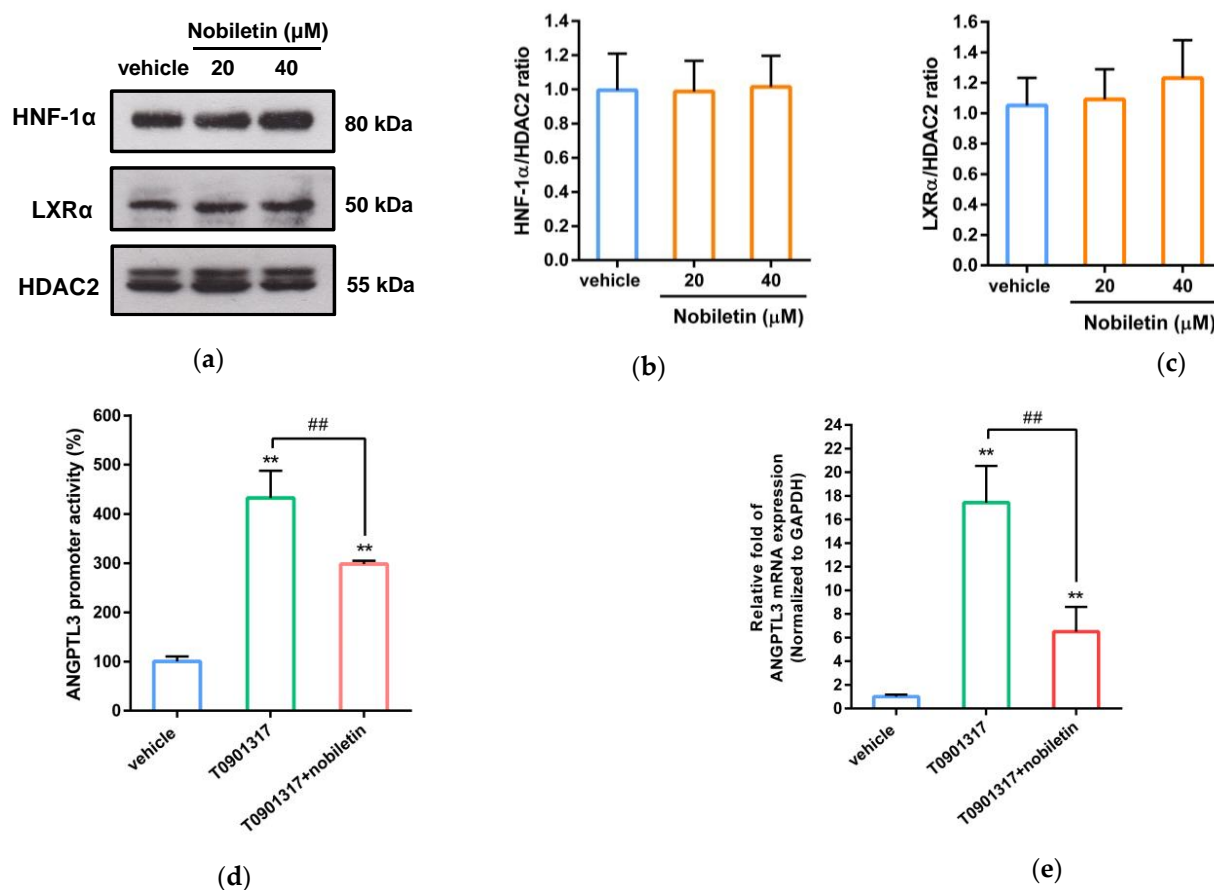 Nobiletin (µM)
vehicle 20 40
HNF-1α 80 kDa
LXRα 50 kDa
HDAC2 55 kDa
(a)
HNF-1α/HDAC2 ratio
1.6
1.4
1.2
1.0
0.8
0.6
0.4
0.2
0.0
vehicle 20 40
Nobiletin (µM)
(b)
LXRα/HDAC2 ratio
1.6
1.4
1.2
1.0
0.8
0.6
0.4
0.2
0.0
vehicle 20 40
Nobiletin (µM)
(c)
ANGPTL3 promoter activity (%)
600
500
400
300
200
100
0
##
**
**
vehicle
T0901317
T0901317+nobiletin
(d)
Relative fold of
ANGPTL3 mRNA expression
(Normalized to GAPDH)
24
22
20
18
16
14
12
10
8
6
4
2
0
##
**
**
vehicle
T0901317
T0901317+nobiletin
(e)